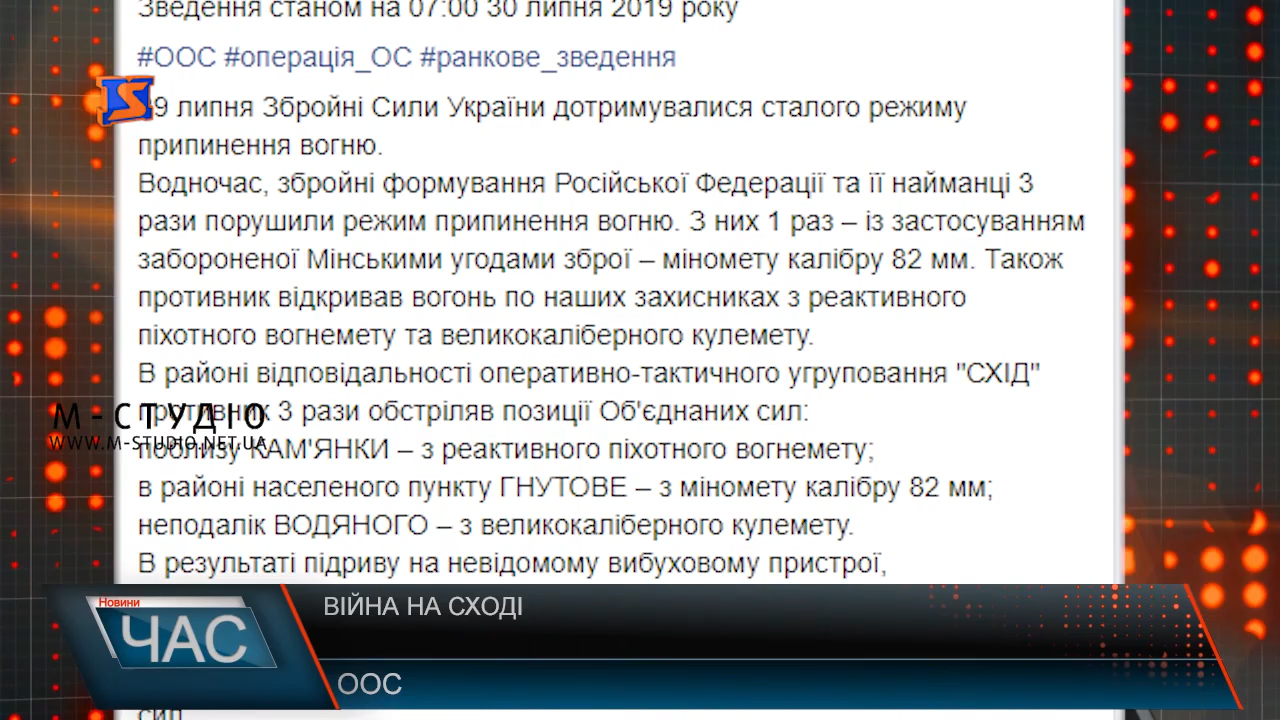 Зведення станом на 07:00 30 липня 2019 року
#ООС #операція_ОС #ранкове_зведення
9 липня Збройні Сили України дотримувалися сталого режиму
припинення вогню.
Водночас, збройні формування Російської Федерації та її найманці 3
рази порушили режим припинення вогню. З них 1 раз – із застосуванням
забороненої Мінськими угодами зброї – міномету калібру 82 мм. Також
противник відкривав вогонь по наших захисниках з реактивного
піхотного вогнемету та великокаліберного кулемету.
В районі відповідальності оперативно-тактичного угруповання "СХІД"
противник 3 рази обстріляв позиції Об'єднаних сил:
М-СТУДІО
WWW.M-STUDIO.NET.UA
поблизу КАМ'ЯНКИ – з реактивного піхотного вогнемету;
в районі населеного пункту ГНУТОВЕ – з міномету калібру 82 мм;
неподалік ВОДЯНОГО – з великокаліберного кулемету.
В результаті підриву на невідомому вибуховому пристрої,
Новини
ЧАС
ВІЙНА НА СХОДІ
ООС
сил